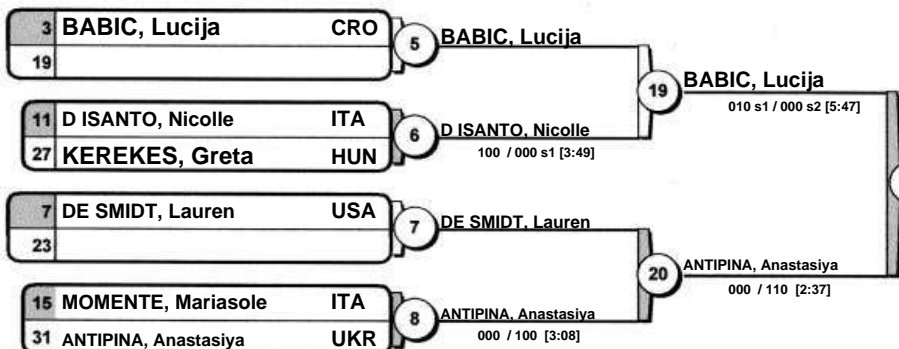 3 BABIC, Lucija CRO
19
5
BABIC, Lucija
11 D ISANTO, Nicolle ITA
27 KEREKES, Greta HUN
6
D ISANTO, Nicolle
100 / 000 s1 [3:49]
19
BABIC, Lucija
010 s1 / 000 s2 [5:47]
7 DE SMIDT, Lauren USA
23
7
DE SMIDT, Lauren
15 MOMENTE, Mariasole ITA
31 ANTIPINA, Anastasiya UKR
8
ANTIPINA, Anastasiya
000 / 100 [3:08]
20
ANTIPINA, Anastasiya
000 / 110 [2:37]